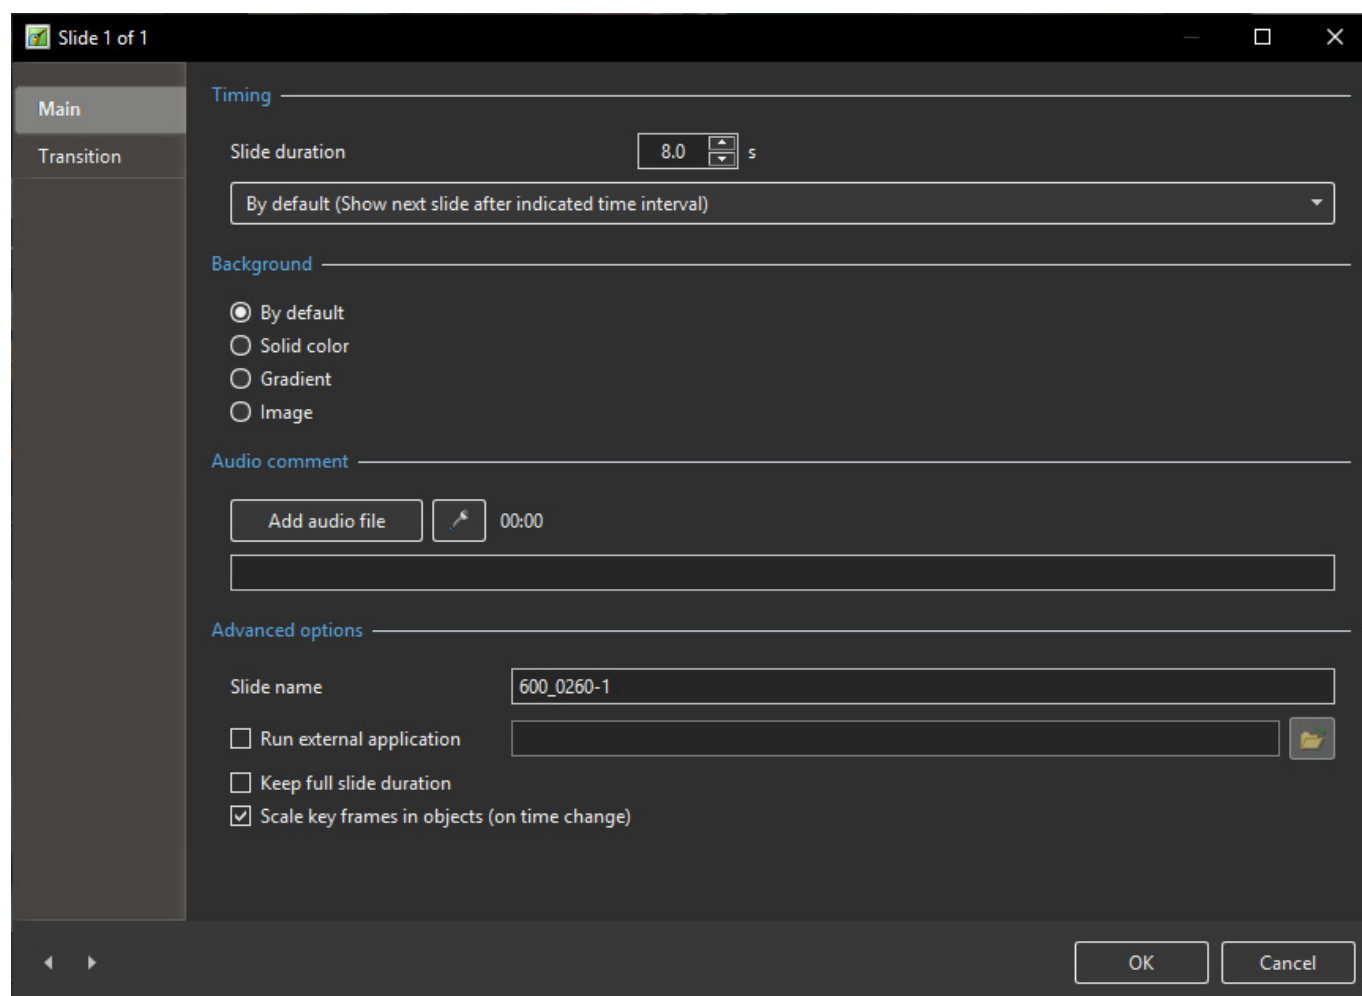 Slide 1 of 1
Main
Transition
Timing
Slide duration 8.0 s
By default (Show next slide after indicated time interval)
Background
By default
Solid color
Gradient
Image
Audio comment
Add audio file 00:00
Advanced options
Slide name 600_0260-1
Run external application
Keep full slide duration
Scale key frames in objects (on time change)
OK Cancel